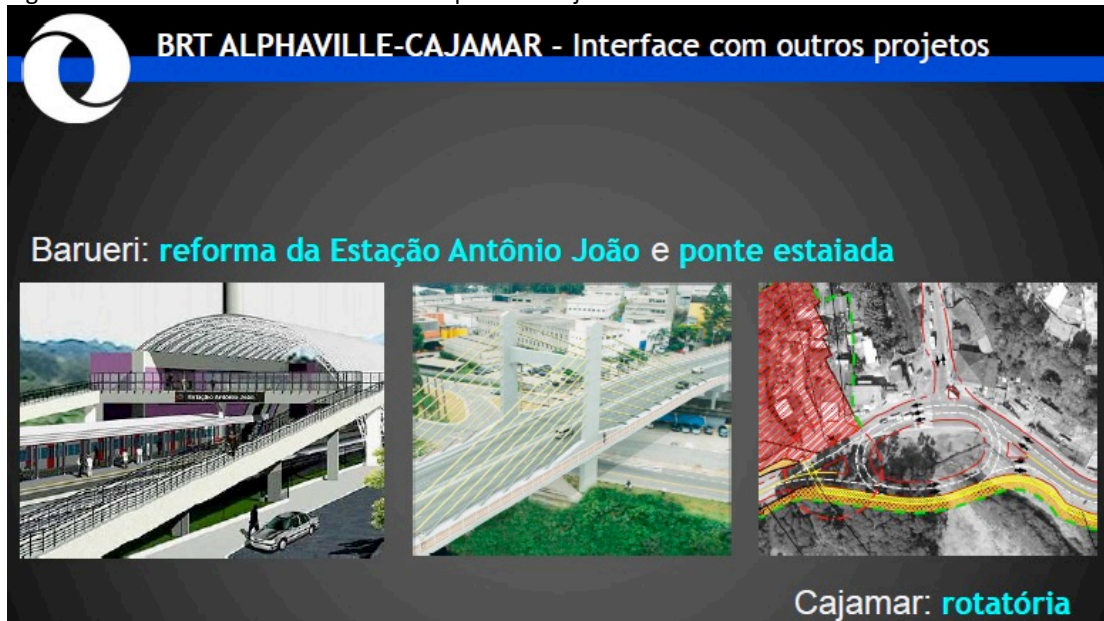 BRT ALPHAVILLE-CAJAMAR - Interface com outros projetos
Barueri: reforma da Estação Antônio João e ponte estaiada
Estação Antônio João
Cajamar: rotatória